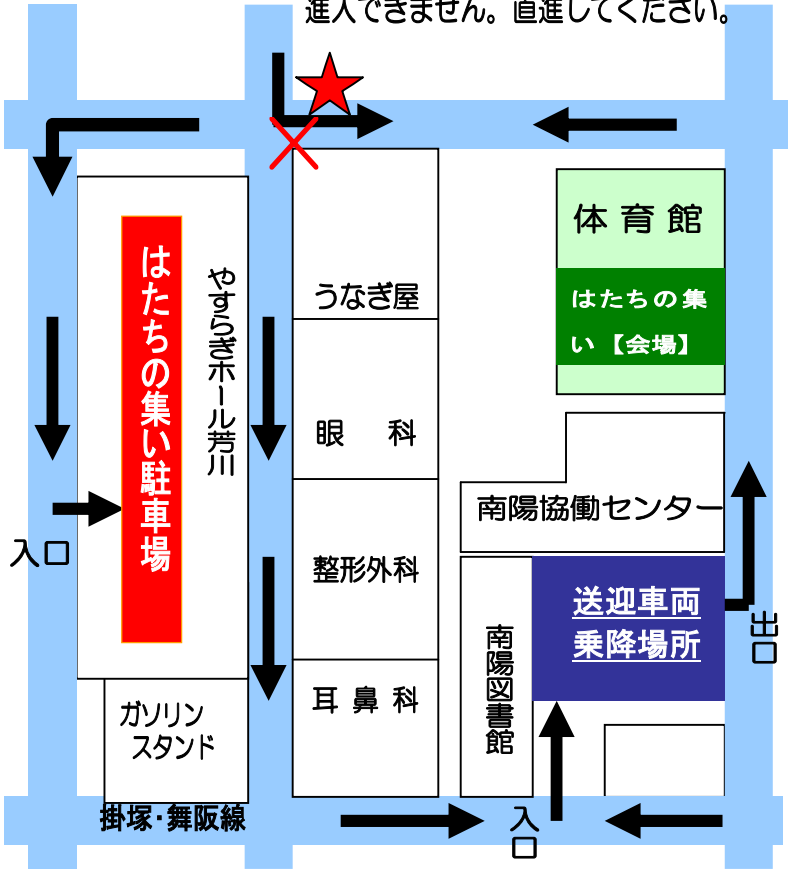 進入できません。直進してください。
体育館
はたちの集
い【会場】
はたちの集い駐車場
やすらぎホール芳川
うなぎ屋
眼 科
南陽協働センター
入口
整形外科
送迎車両
乗降場所
出口
南陽図書館
耳鼻科
ガソリン
スタンド
掛塚・舞阪線
入口